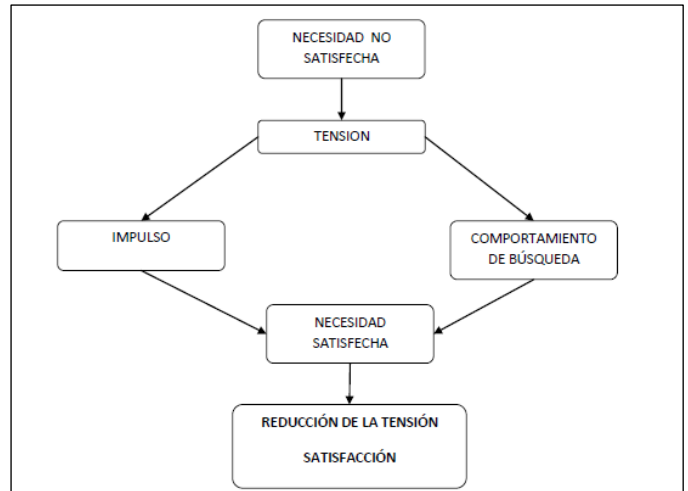 NECESIDAD NO
SATISFECHA
TENSION
IMPULSO
COMPORTAMIENTO
DE BÚSQUEDA
NECESIDAD
SATISFECHA
REDUCCIÓN DE LA TENSIÓN
SATISFACCIÓN